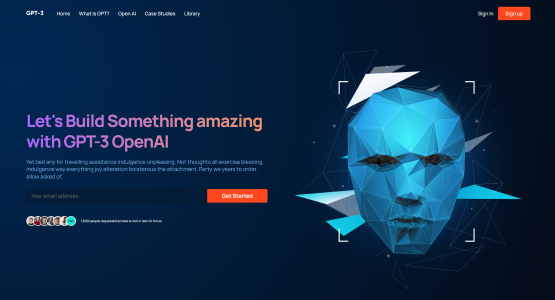 GPT-3 Home What is GPT? Open AI Case Studies Library Sign in Sign up
Let's Build Something amazing
with GPT-3 OpenAI
Yet bed any for travelling assistance indulgence unpleasing. Not thoughts all exercise blessing.
Indulgence way everything joy alteration boisterous the attachment. Party we years to order
allow asked of.
Your email address Get Started
people requested access a visit in last 24 hours